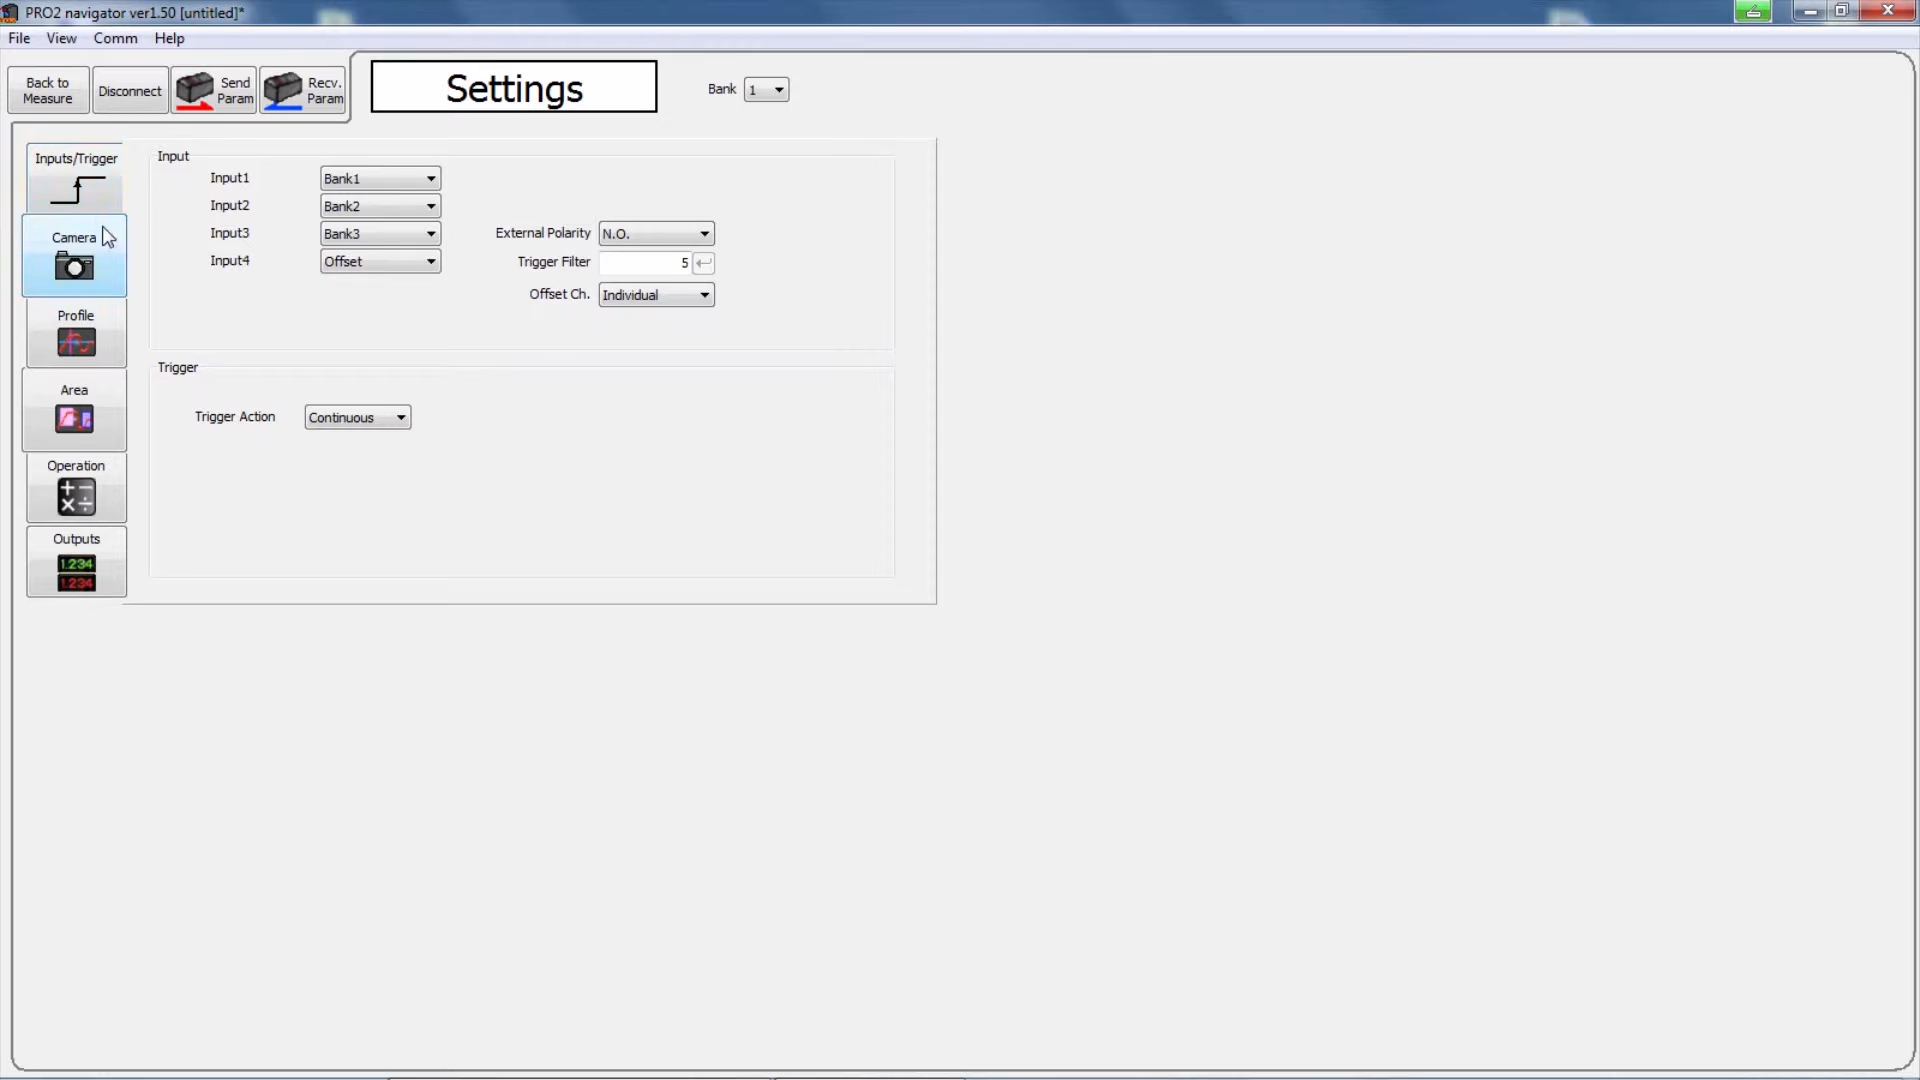 PRO2 navigator ver1.50 [untitled]*
File View Comm Help
Back to Measure
Disconnect
Send Param
Recv. Param
Settings
Bank 1
Inputs/Trigger
Camera
Profile
Area
Operation
Outputs
1.234
1.234
Input
Input1 Bank1
Input2 Bank2
Input3 Bank3
Input4 Offset
External Polarity N.O.
Trigger Filter 5
Offset Ch. Individual
Trigger
Trigger Action Continuous